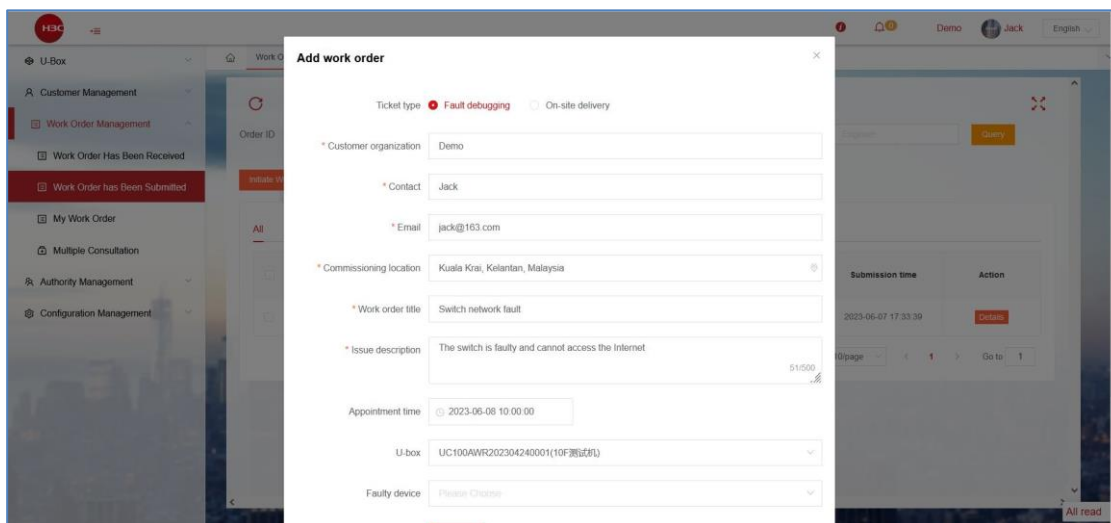 H3C
Demo
Jack
English
U-Box
Customer Management
Work Order Management
Work Order Has Been Received
Work Order has Been Submitted
My Work Order
Multiple Consultation
Authority Management
Configuration Management
Work O
Order ID
Query
Initiate W
All
Submission time
Action
2023-06-07 17:33:39
Details
0/page
1
Go to 1
All read
Add work order
Ticket type Fault debugging On-site delivery
* Customer organization Demo
* Contact Jack
* Email jack@163.com
* Commissioning location Kuala Krai, Kelantan, Malaysia
* Work order title Switch network fault
* Issue description The switch is faulty and cannot access the Internet
51/500
Appointment time 2023-06-08 10:00:00
U-box UC100AWR202304240001(10F测试机)
Faulty device Please Choose